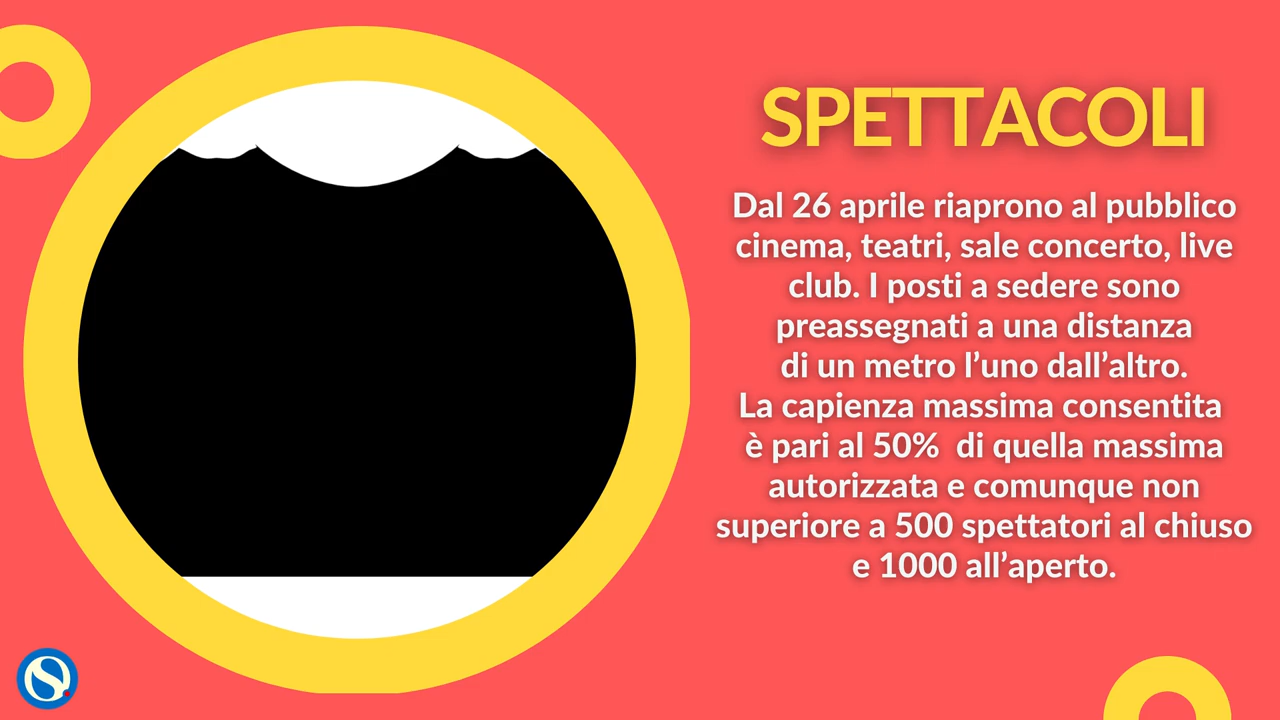 SPETTACOLI
Dal 26 aprile riaprono al pubblico
cinema, teatri, sale concerto, live
club. I posti a sedere sono
preassegnati a una distanza
di un metro l’uno dall’altro.
La capienza massima consentita
è pari al 50%  di quella massima
autorizzata e comunque non
superiore a 500 spettatori al chiuso
e 1000 all’aperto.
S